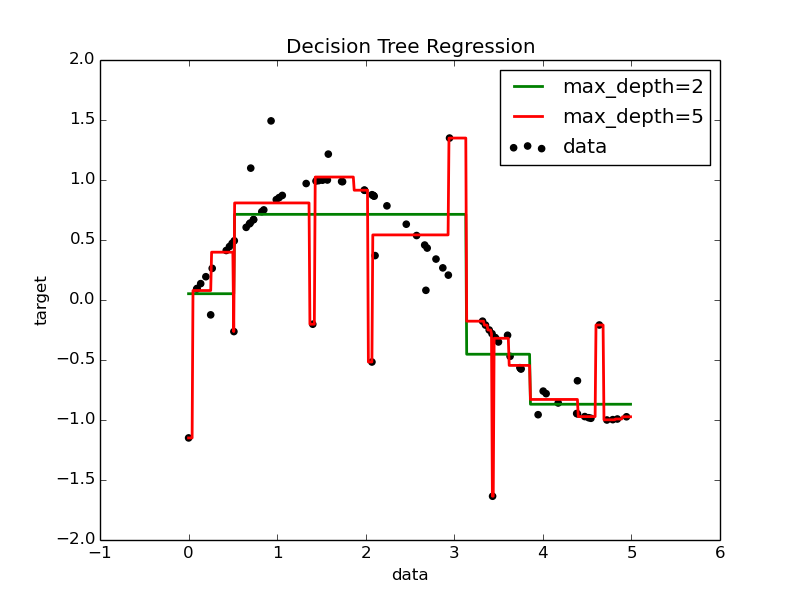 Decision Tree Regression
max_depth=2
max_depth=5
data
2.0
1.5
1.0
0.5
0.0
−0.5
−1.0
−1.5
−2.0
target
−1 0 1 2 3 4 5 6
data